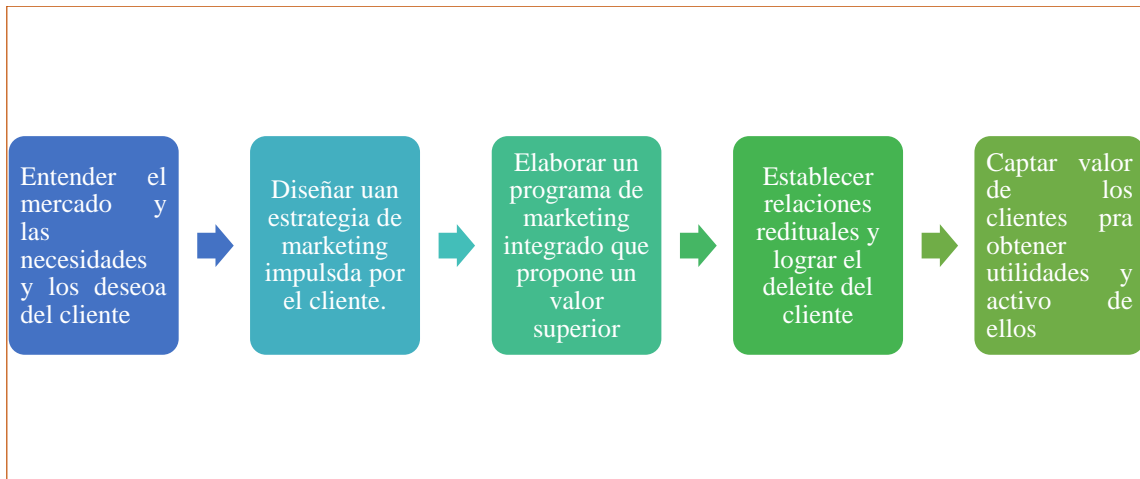 Entender el
mercado y
las
necesidades
y los deseoa
del cliente
Diseñar uan
estrategia de
marketing
impulsda por
el cliente.
Elaborar un
programa de
marketing
integrado que
propone un
valor
superior
Establecer
relaciones
redituales y
lograr el
deleite del
cliente
Captar valor
de los
clientes pra
obtener
utilidades y
activo de
ellos